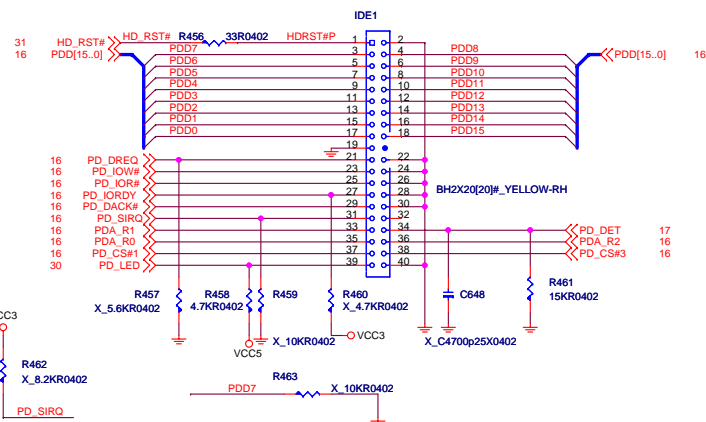 IDE1
31 HD_RST# HD_RST# R456 33R0402 HDRST#P 1 2
16 PDD[15..0] PDD7 3 4 PDD8 PDD[15..0] 16
PDD6 5 6 PDD9
PDD5 7 8 PDD10
PDD4 9 10 PDD11
PDD3 11 12 PDD12
PDD2 13 14 PDD13
PDD1 15 16 PDD14
PDD0 17 18 PDD15
19
16 PD_DREQ 21 22
16 PD_IOW# 23 24
16 PD_IOR# 25 26
16 PD_IORDY 27 28 BH2X20[20]#_YELLOW-RH
16 PD_DACK# 29 30
16 PD_SIRQ 31 32
16 PDA_R1 33 34 PD_DET 17
16 PDA_R0 35 36 PDA_R2 16
16 PD_CS#1 37 38 PD_CS#3 16
30 PD_LED 39 40
R457 R458 R459 R460 C648 R461
X_5.6KR0402 4.7KR0402 X_4.7KR0402 15KR0402
VCC3
X_10KR0402 X_C4700p25X0402
VCC5
R462
X_8.2KR0402
PDD7 R463 X_10KR0402
PD_SIRQ